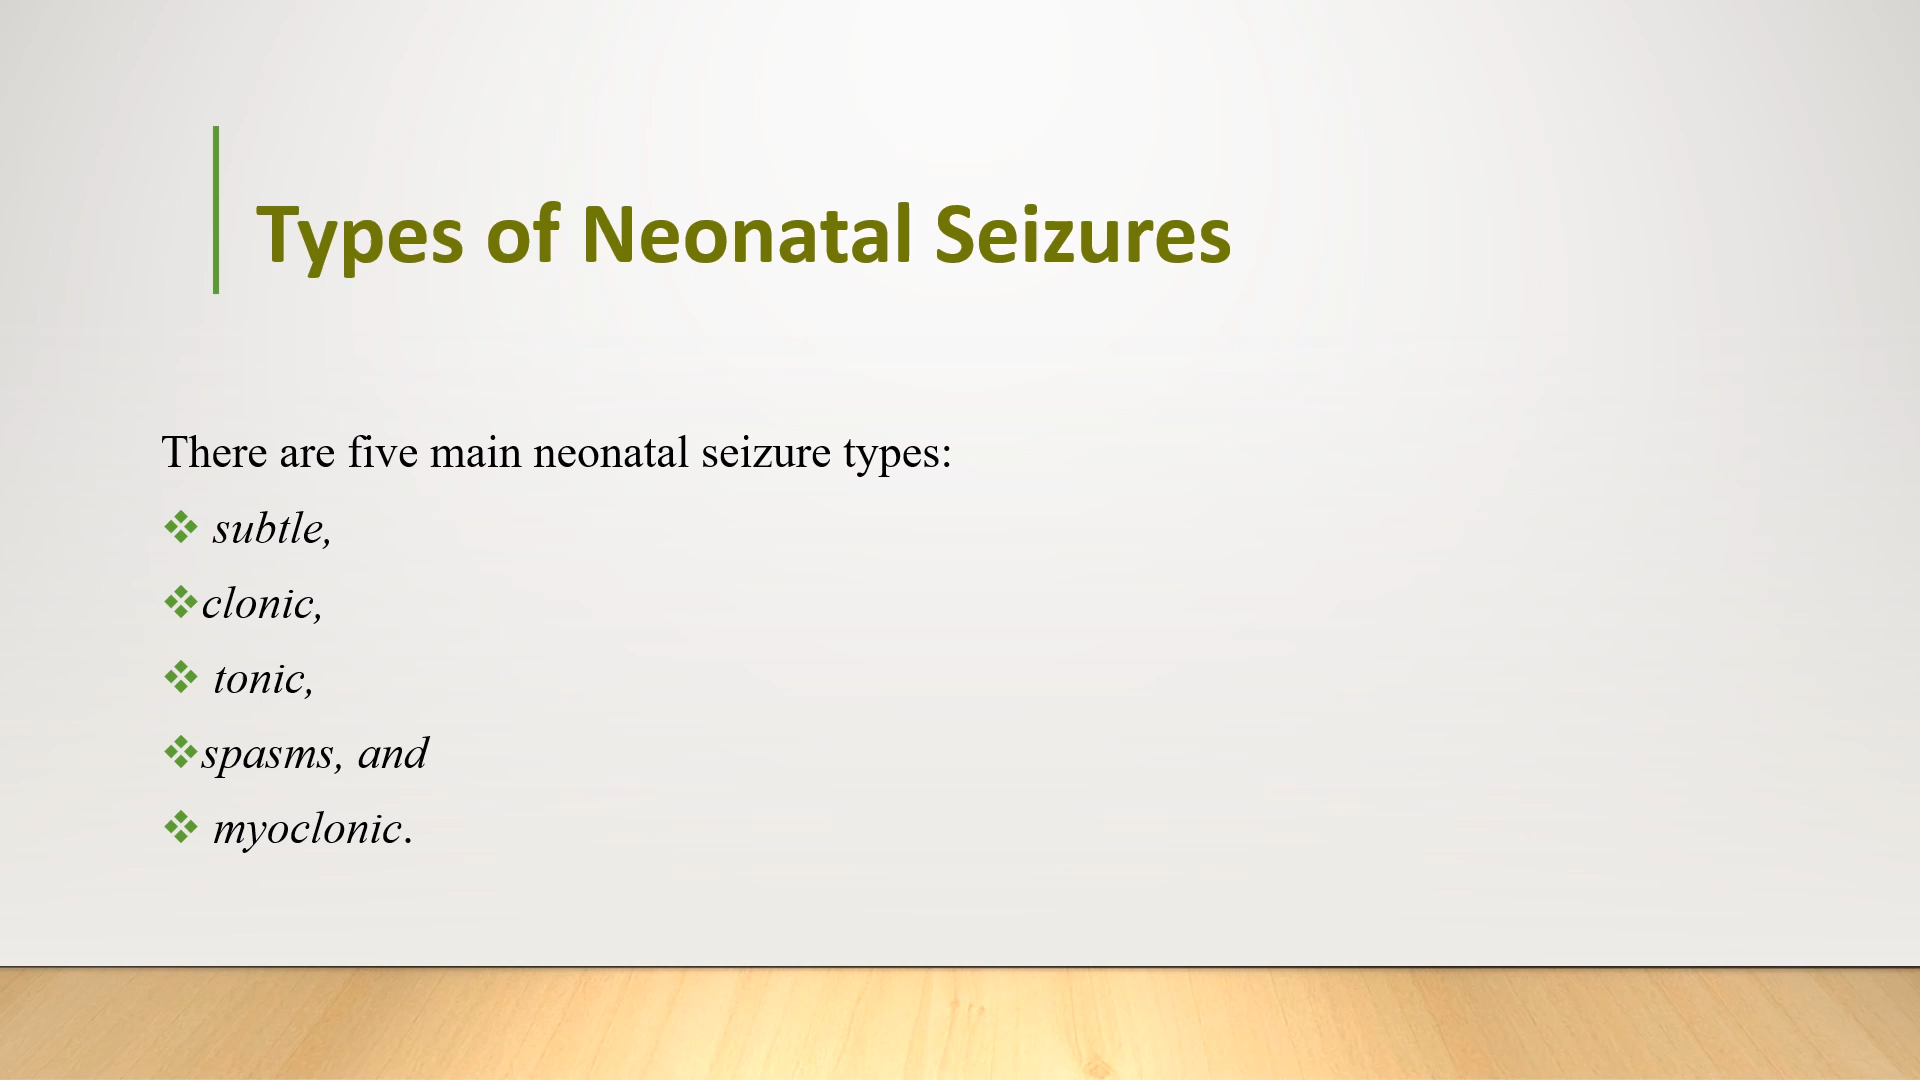 Types of Neonatal Seizures
There are five main neonatal seizure types:
❖ subtle,
❖clonic,
❖ tonic,
❖spasms, and
❖ myoclonic.